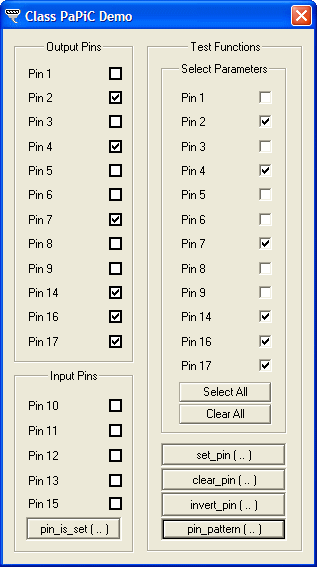 Class PaPiC Demo
Output Pins
Pin 1
Pin 2
Pin 3
Pin 4
Pin 5
Pin 6
Pin 7
Pin 8
Pin 9
Pin 14
Pin 16
Pin 17
Input Pins
Pin 10
Pin 11
Pin 12
Pin 13
Pin 15
pin_is_set ( .. )
Test Functions
Select Parameters
Pin 1
Pin 2
Pin 3
Pin 4
Pin 5
Pin 6
Pin 7
Pin 8
Pin 9
Pin 14
Pin 16
Pin 17
Select All
Clear All
set_pin ( .. )
clear_pin ( .. )
invert_pin ( .. )
pin_pattern ( .. )